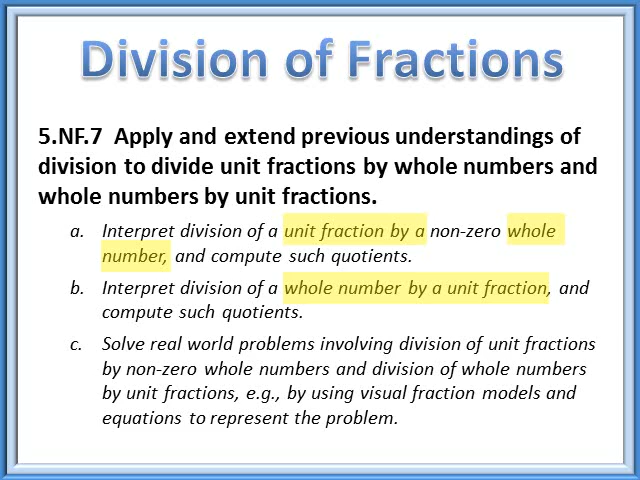 Division of Fractions
5.NF.7 Apply and extend previous understandings of
division to divide unit fractions by whole numbers and
whole numbers by unit fractions.
a. Interpret division of a unit fraction by a non-zero whole
number, and compute such quotients.
b. Interpret division of a whole number by a unit fraction, and
compute such quotients.
c. Solve real world problems involving division of unit fractions
by non-zero whole numbers and division of whole numbers
by unit fractions, e.g., by using visual fraction models and
equations to represent the problem.